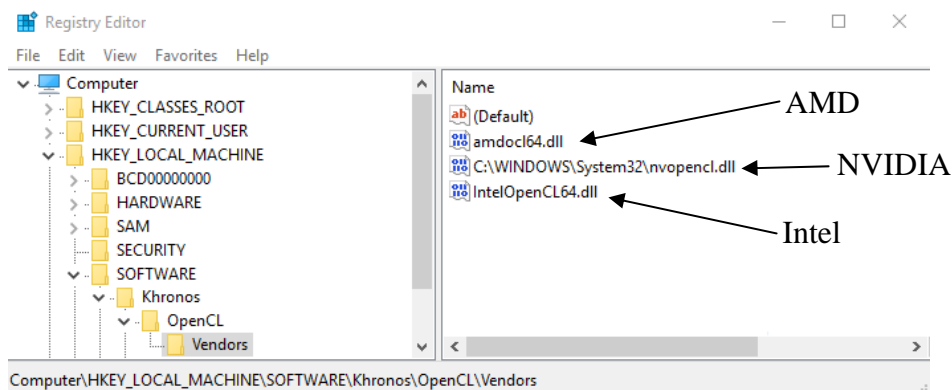 Registry Editor
File Edit View Favorites Help
Computer
HKEY_CLASSES_ROOT
HKEY_CURRENT_USER
HKEY_LOCAL_MACHINE
BCD00000000
HARDWARE
SAM
SECURITY
SOFTWARE
Khronos
OpenCL
Vendors
Name
(Default)
amdocl64.dll
C:\WINDOWS\System32\nvopencl.dll
IntelOpenCL64.dll
AMD
NVIDIA
Intel
Computer\HKEY_LOCAL_MACHINE\SOFTWARE\Khronos\OpenCL\Vendors